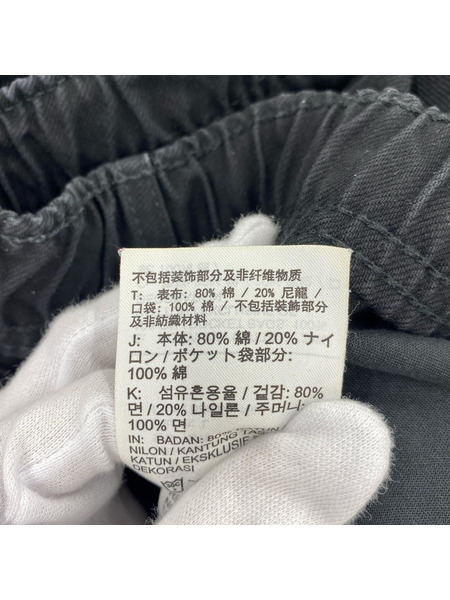 不包括装饰部分及非纤维物质
T: 表布: 80% 棉 / 20% 尼龍 /
口袋: 100% 棉 / 不包括裝飾部分
及非紡織材料
J: 本体: 80% 綿 / 20% ナイ
ロン / ポケット袋部分:
100% 綿
K: 섬유혼용율 / 겉감: 80%
면 / 20% 나일론 / 주머니:
100% 면
IN: BADAN: 80%
NILON / KANTUNG
KATUN / EKSKLUSIF
DEKORASI